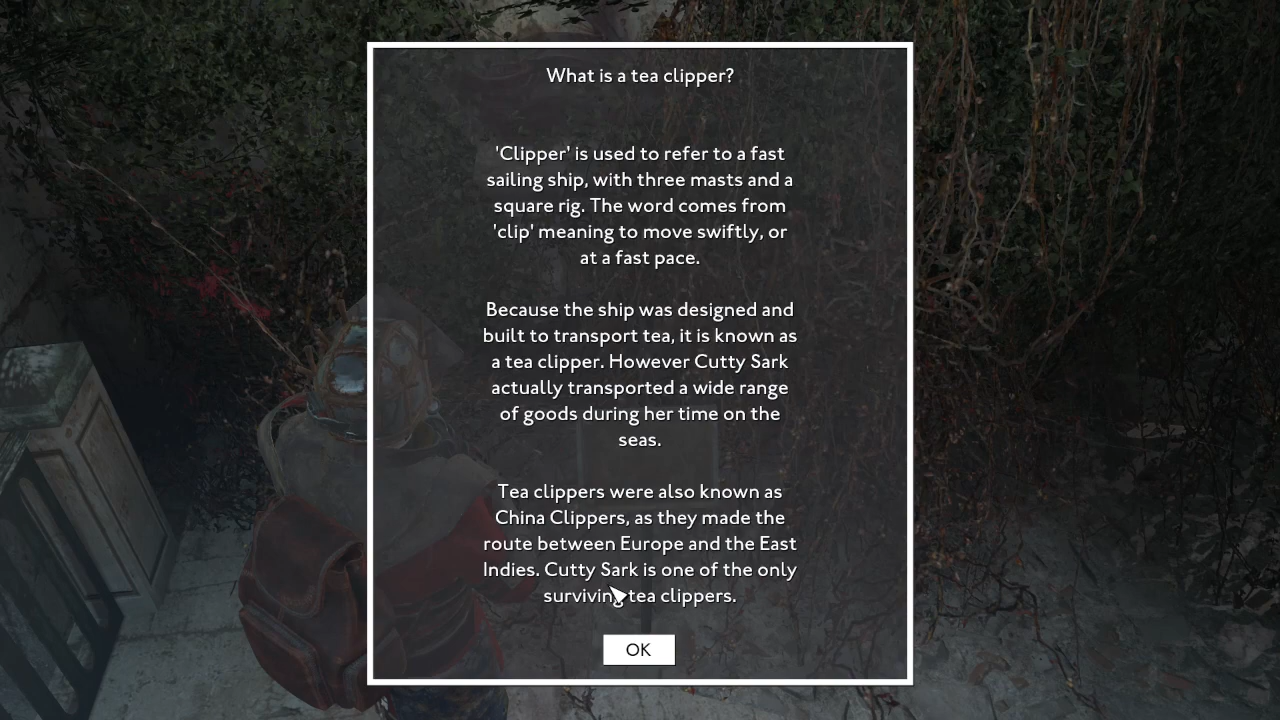 What is a tea clipper?
'Clipper' is used to refer to a fast
sailing ship, with three masts and a
square rig. The word comes from
'clip' meaning to move swiftly, or
at a fast pace.
Because the ship was designed and
built to transport tea, it is known as
a tea clipper. However Cutty Sark
actually transported a wide range
of goods during her time on the
seas.
Tea clippers were also known as
China Clippers, as they made the
route between Europe and the East
Indies. Cutty Sark is one of the only
surviving tea clippers.
OK